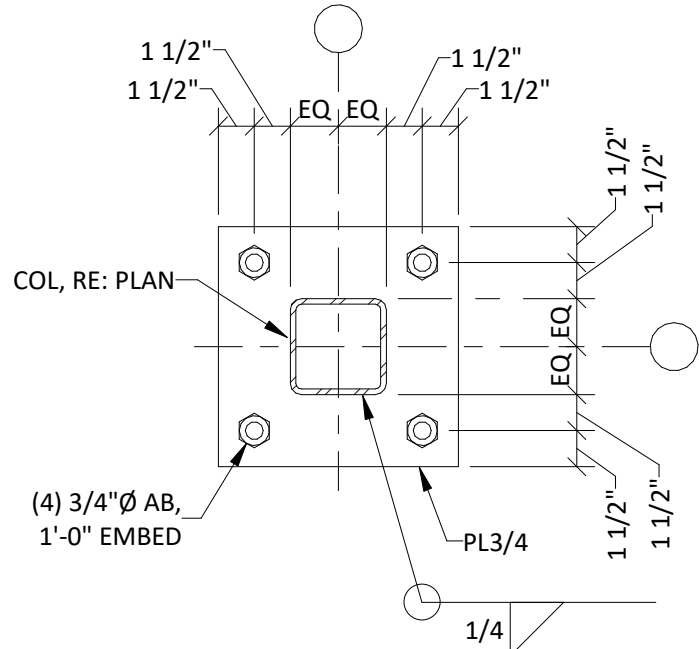 1 1/2"
1 1/2"
1 1/2"
1 1/2"
EQ
EQ
1 1/2"
1 1/2"
COL, RE: PLAN
EQ
EQ
(4) 3/4"Ø AB,
1'-0" EMBED
PL3/4
1 1/2"
1 1/2"
1/4